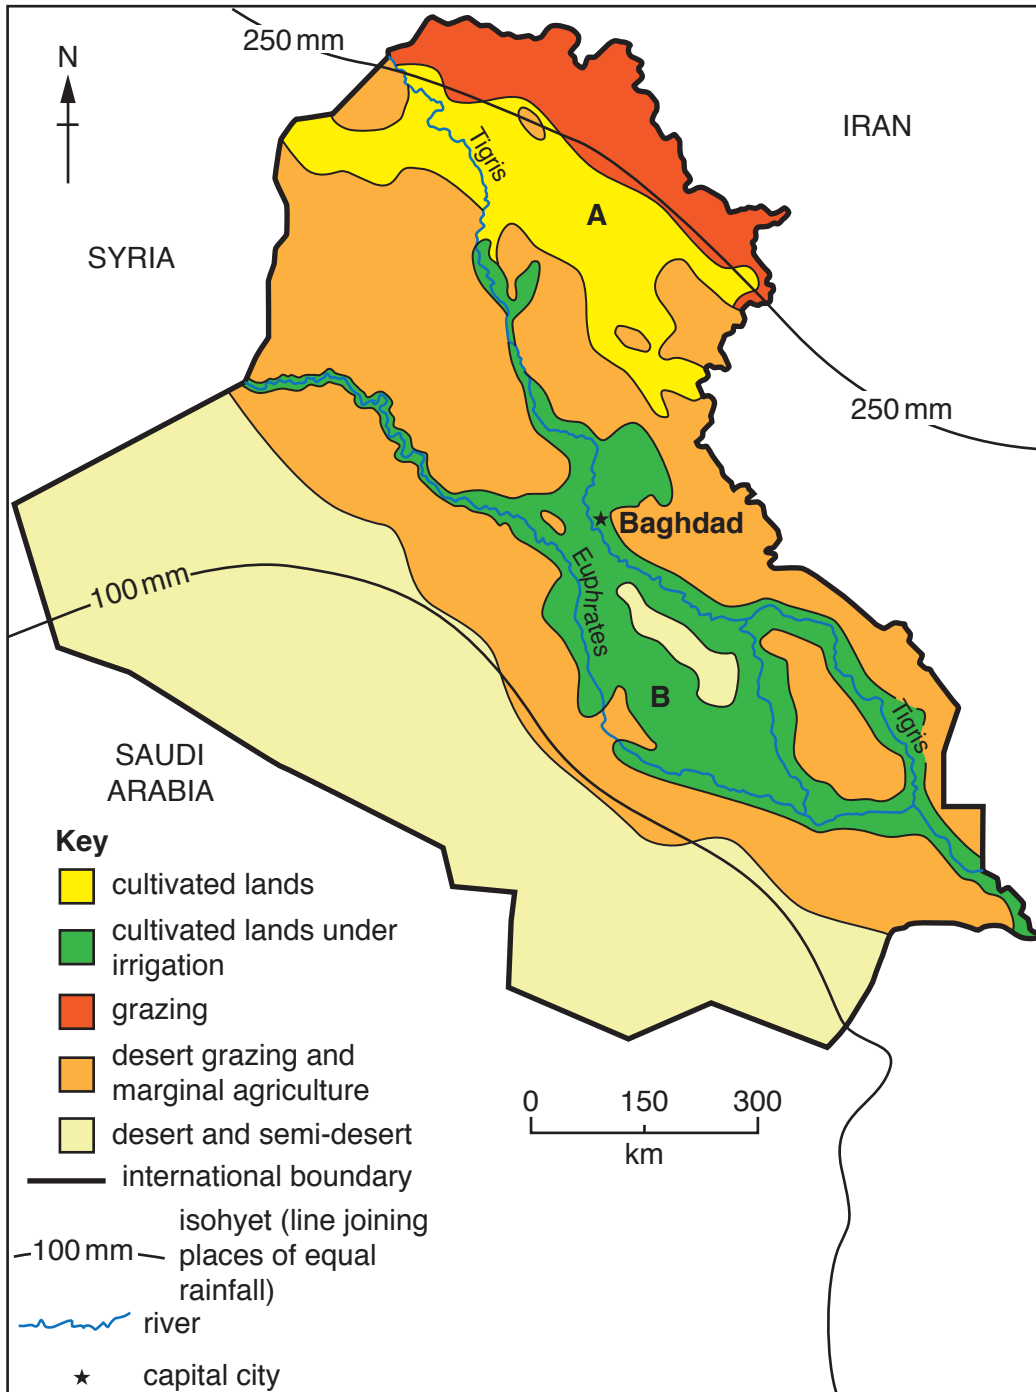 250 mm
N
IRAN
Tigris
A
SYRIA
250 mm
Baghdad
Euphrates
100 mm
B
Tigris
SAUDI
ARABIA
Key
cultivated lands
cultivated lands under
irrigation
grazing
desert grazing and
marginal agriculture
desert and semi-desert
international boundary
100 mm
isohyet (line joining
places of equal
rainfall)
river
capital city
0 150 300
km